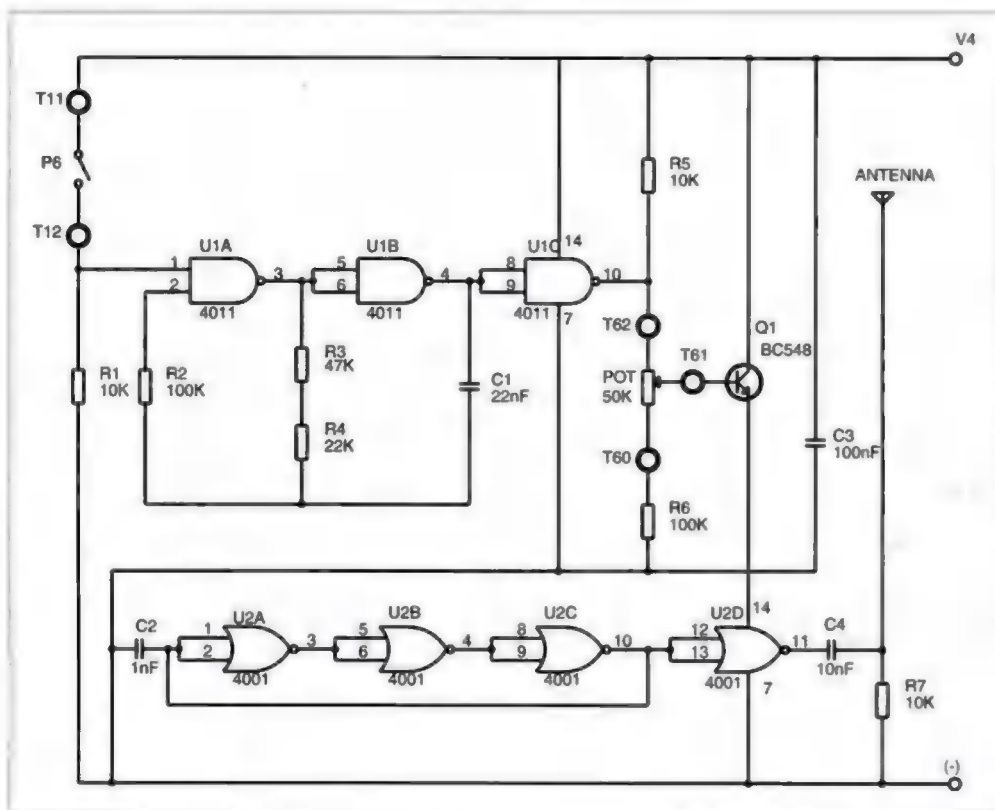 V4
T11
P6
T12
R5
10K
ANTENNA
U1A
U1B
U1C
14
1
2
3
5
6
4
8
9
10
7
4011
4011
4011
T62
T61
Q1
BC548
POT
50K
R1
10K
R2
100K
R3
47K
R4
22K
C1
22nF
T60
C3
100nF
R6
100K
C2
1nF
U2A
U2B
U2C
U2D
14
1
2
3
5
6
4
8
9
10
12
13
11
7
4001
4001
4001
4001
C4
10nF
R7
10K
(-)